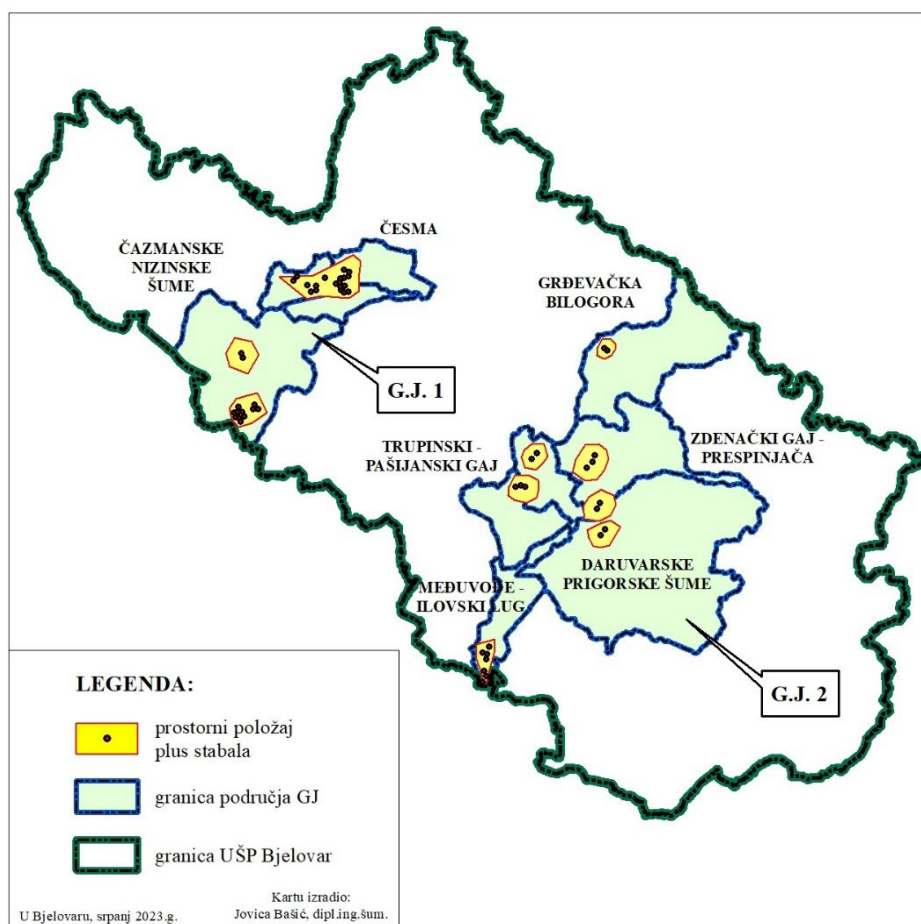 ČESMA
ČAZMANSKE
NIZINSKE
ŠUME
GRĐEVAČKA
BILOGORA
G.J. 1
TRUPINSKI -
PAŠIJANSKI GAJ
ZDENAČKI GAJ -
PRESPINJAČA
DARUVARSKE
PRIGORSKE ŠUME
MEĐUVOĐE -
ILOVSKI LUG
G.J. 2
LEGENDA:
prostorni položaj
plus stabala
granica područja GJ
granica UŠP Bjelovar
Kartu izradio:
U Bjelovaru, srpanj 2023.g. Jovica Bašić, dipl.ing.šum.